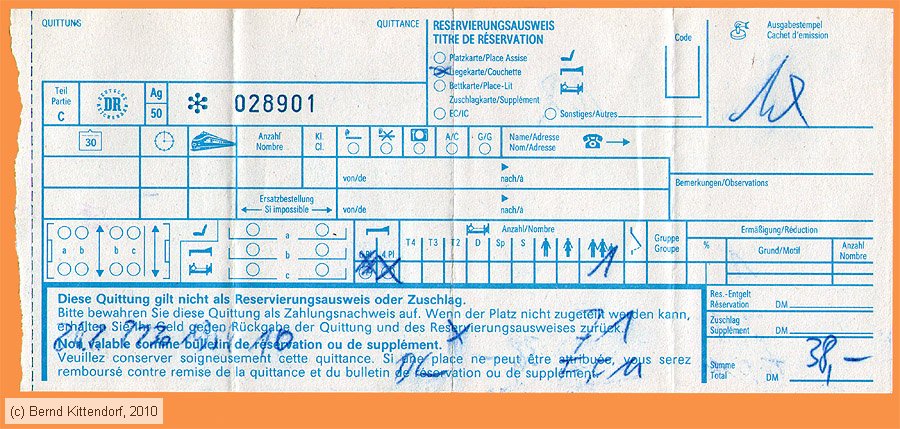 QUITTUNG QUITTANCE
RESERVIERUNGSAUSWEIS
TITRE DE RÉSERVATION
Platzkarte/Place Assise
Liegekarte/Couchette
Bettkarte/Place-Lit
Zuschlagkarte/Supplément
EC/IC Sonstiges/Autres
Code
Ausgabestempel
Cachet d'émission
Teil
Partie
C
DEUTSCHE
DR
REICHSBAHN
Ag
50
028901
30
Anzahl
Nombre
Kl.
Cl.
A/C
G/G
Name/Adresse
Nom/Adresse
von/de nach/à
Ersatzbestellung
Si impossible
von/de nach/à
Bemerkungen/Observations
a b b c
a
b
c
6 Pl 4 Pl
T4 T3 T2 D Sp S
Anzahl/Nombre
1
Gruppe
Groupe
Ermäßigung/Réduction
% Grund/Motif Anzahl
Nombre
Diese Quittung gilt nicht als Reservierungsausweis oder Zuschlag.
Bitte bewahren Sie diese Quittung als Zahlungsnachweis auf. Wenn der Platz nicht zugeteilt werden kann,
erhalten Sie Ihr Geld gegen Rückgabe der Quittung und des Reservierungsausweises zurück.
Non valable comme bulletin de réservation ou de supplément.
Veuillez conserver soigneusement cette quittance. Si une place ne peut être attribuée, vous serez
remboursé contre remise de la quittance et du bulletin de réservation ou de supplément.
Res.-Entgelt
Réservation DM
Zuschlag
Supplément DM
Summe
Total DM 38,-
(c) Bernd Kittendorf, 2010